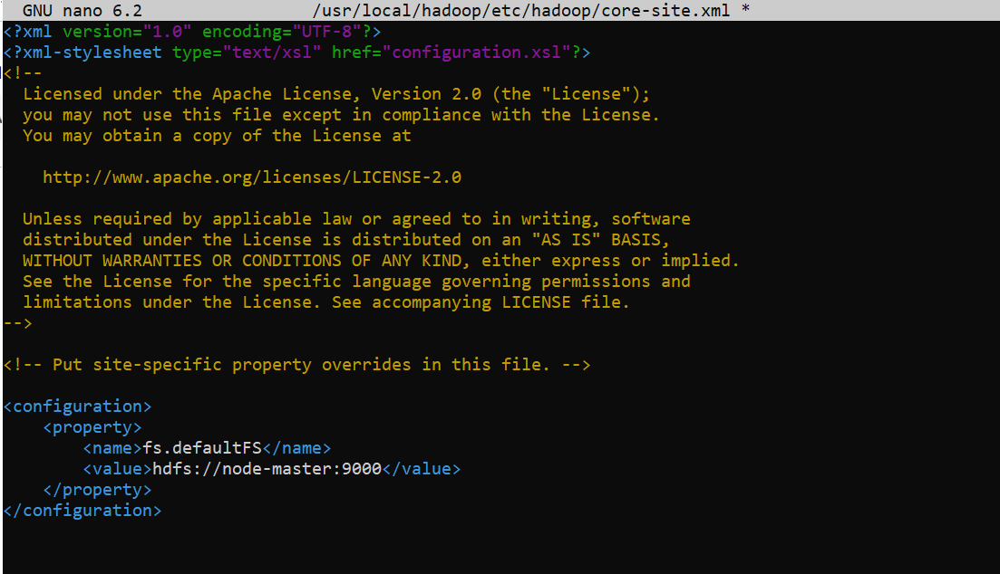 GNU nano 6.2 /usr/local/hadoop/etc/hadoop/core-site.xml *
<?xml version="1.0" encoding="UTF-8"?>
<?xml-stylesheet type="text/xsl" href="configuration.xsl"?>
<!--
  Licensed under the Apache License, Version 2.0 (the "License");
  you may not use this file except in compliance with the License.
  You may obtain a copy of the License at

    http://www.apache.org/licenses/LICENSE-2.0

  Unless required by applicable law or agreed to in writing, software
  distributed under the License is distributed on an "AS IS" BASIS,
  WITHOUT WARRANTIES OR CONDITIONS OF ANY KIND, either express or implied.
  See the License for the specific language governing permissions and
  limitations under the License. See accompanying LICENSE file.
-->

<!-- Put site-specific property overrides in this file. -->

<configuration>
    <property>
        <name>fs.defaultFS</name>
        <value>hdfs://node-master:9000</value>
    </property>
</configuration>